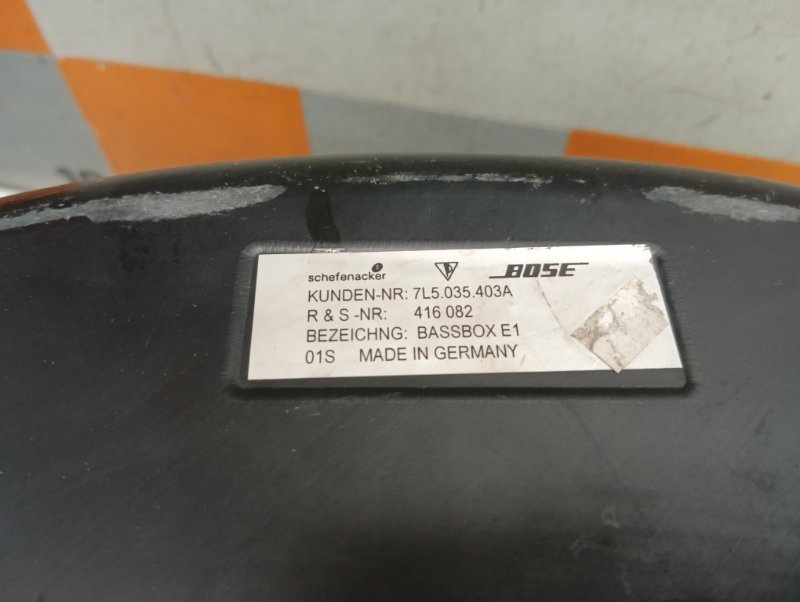 schefenacker BOSE
KUNDEN-NR: 7L5.035.403A
R & S -NR: 416 082
BEZEICHNG: BASSBOX E1
01S MADE IN GERMANY